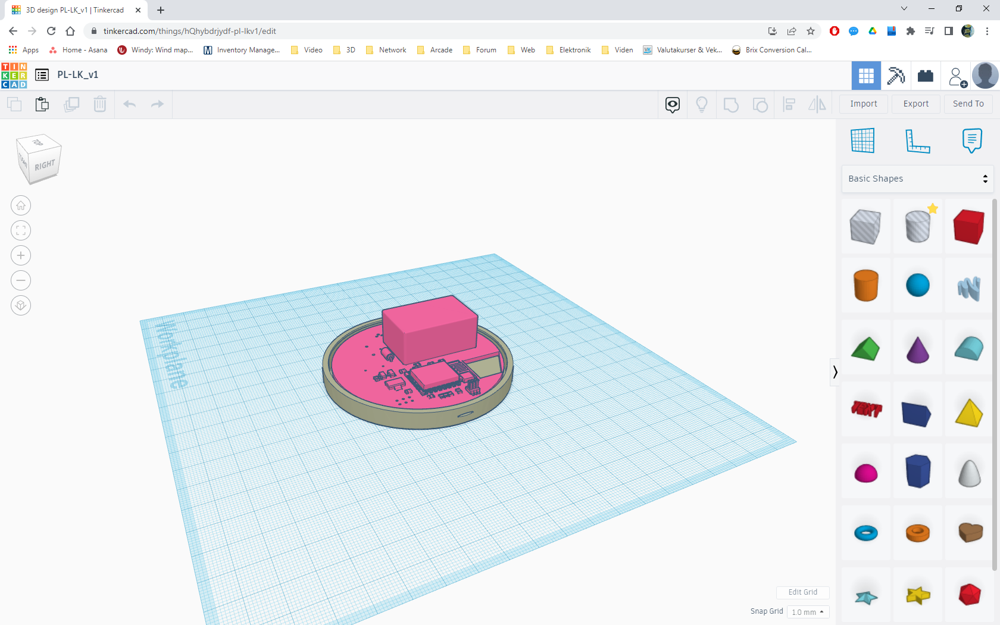 3D design PL-LK_v1 | Tinkercad
tinkercad.com/things/hQhybdrjydf-pl-lkv1/edit
Apps Home - Asana Windy: Wind map... Inventory Manage... Video 3D Network Arcade Forum Web Elektronik Viden Valutakurser & Vek... Brix Conversion Cal...
TIN
KER
CAD
PL-LK_v1
Import Export Send To
TOP
RIGHT
Basic Shapes
Workplane
TEXT
Edit Grid
Snap Grid 1.0 mm